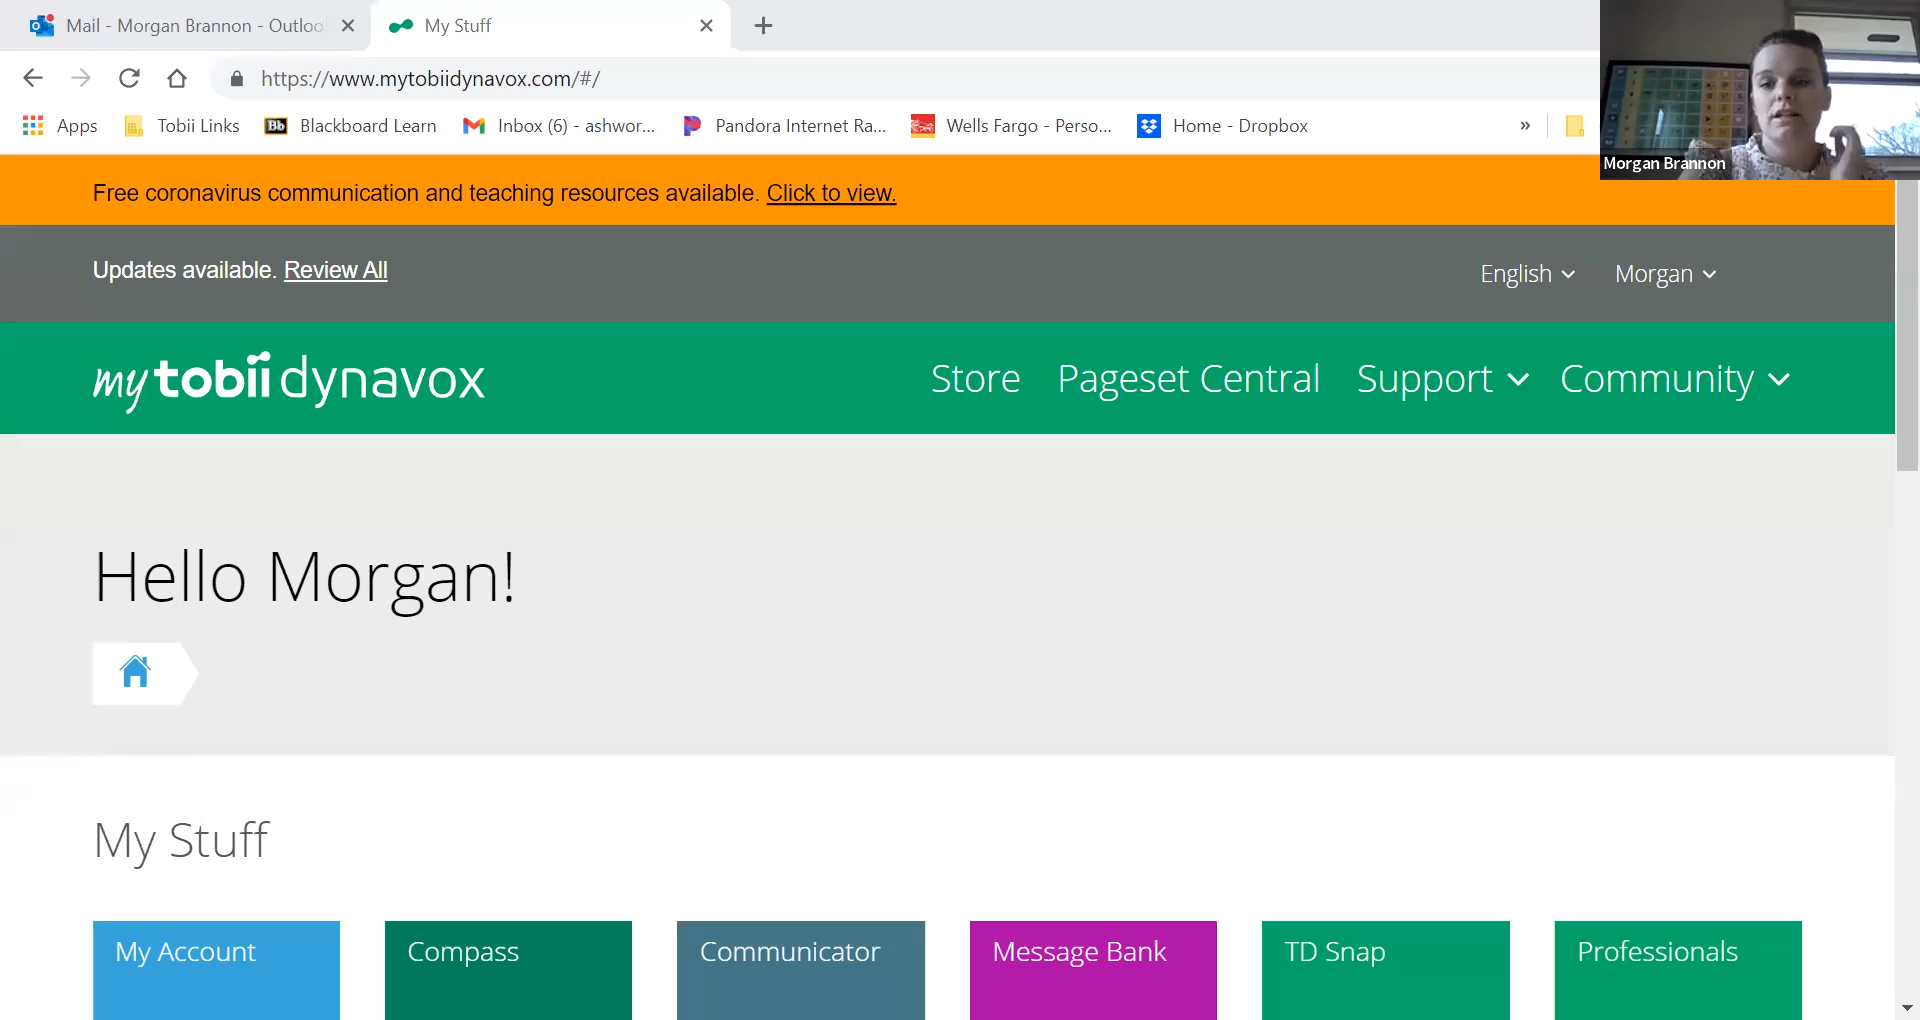 Mail - Morgan Brannon - Outloo
My Stuff
https://www.mytobiidynavox.com/#/
Apps
Tobii Links
Blackboard Learn
Inbox (6) - ashwor...
Pandora Internet Ra...
Wells Fargo - Perso...
Home - Dropbox
»
Morgan Brannon
Free coronavirus communication and teaching resources available. Click to view.
Updates available. Review All
English
Morgan
my tobii dynavox
Store
Pageset Central
Support
Community
Hello Morgan!
My Stuff
My Account
Compass
Communicator
Message Bank
TD Snap
Professionals